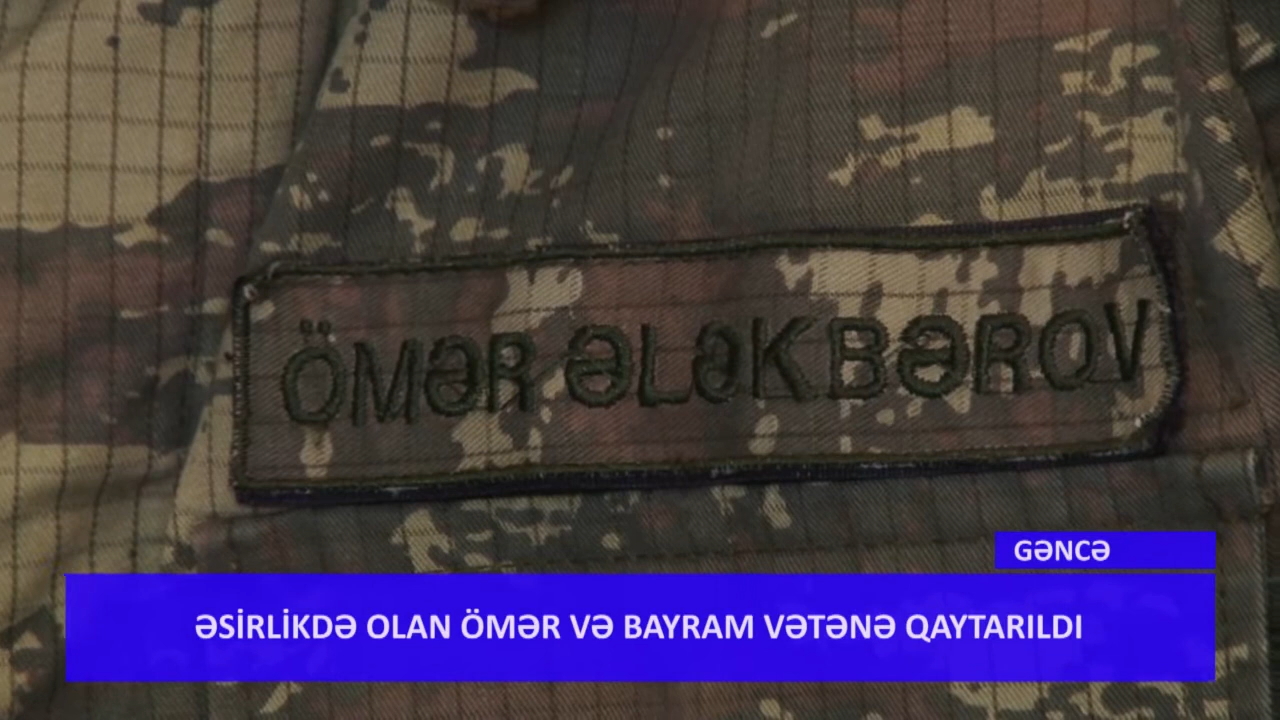 ÖMƏR ƏLƏKBƏROV
GƏNCƏ
ƏSİRLİKDƏ OLAN ÖMƏR VƏ BAYRAM VƏTƏNƏ QAYTARILDI